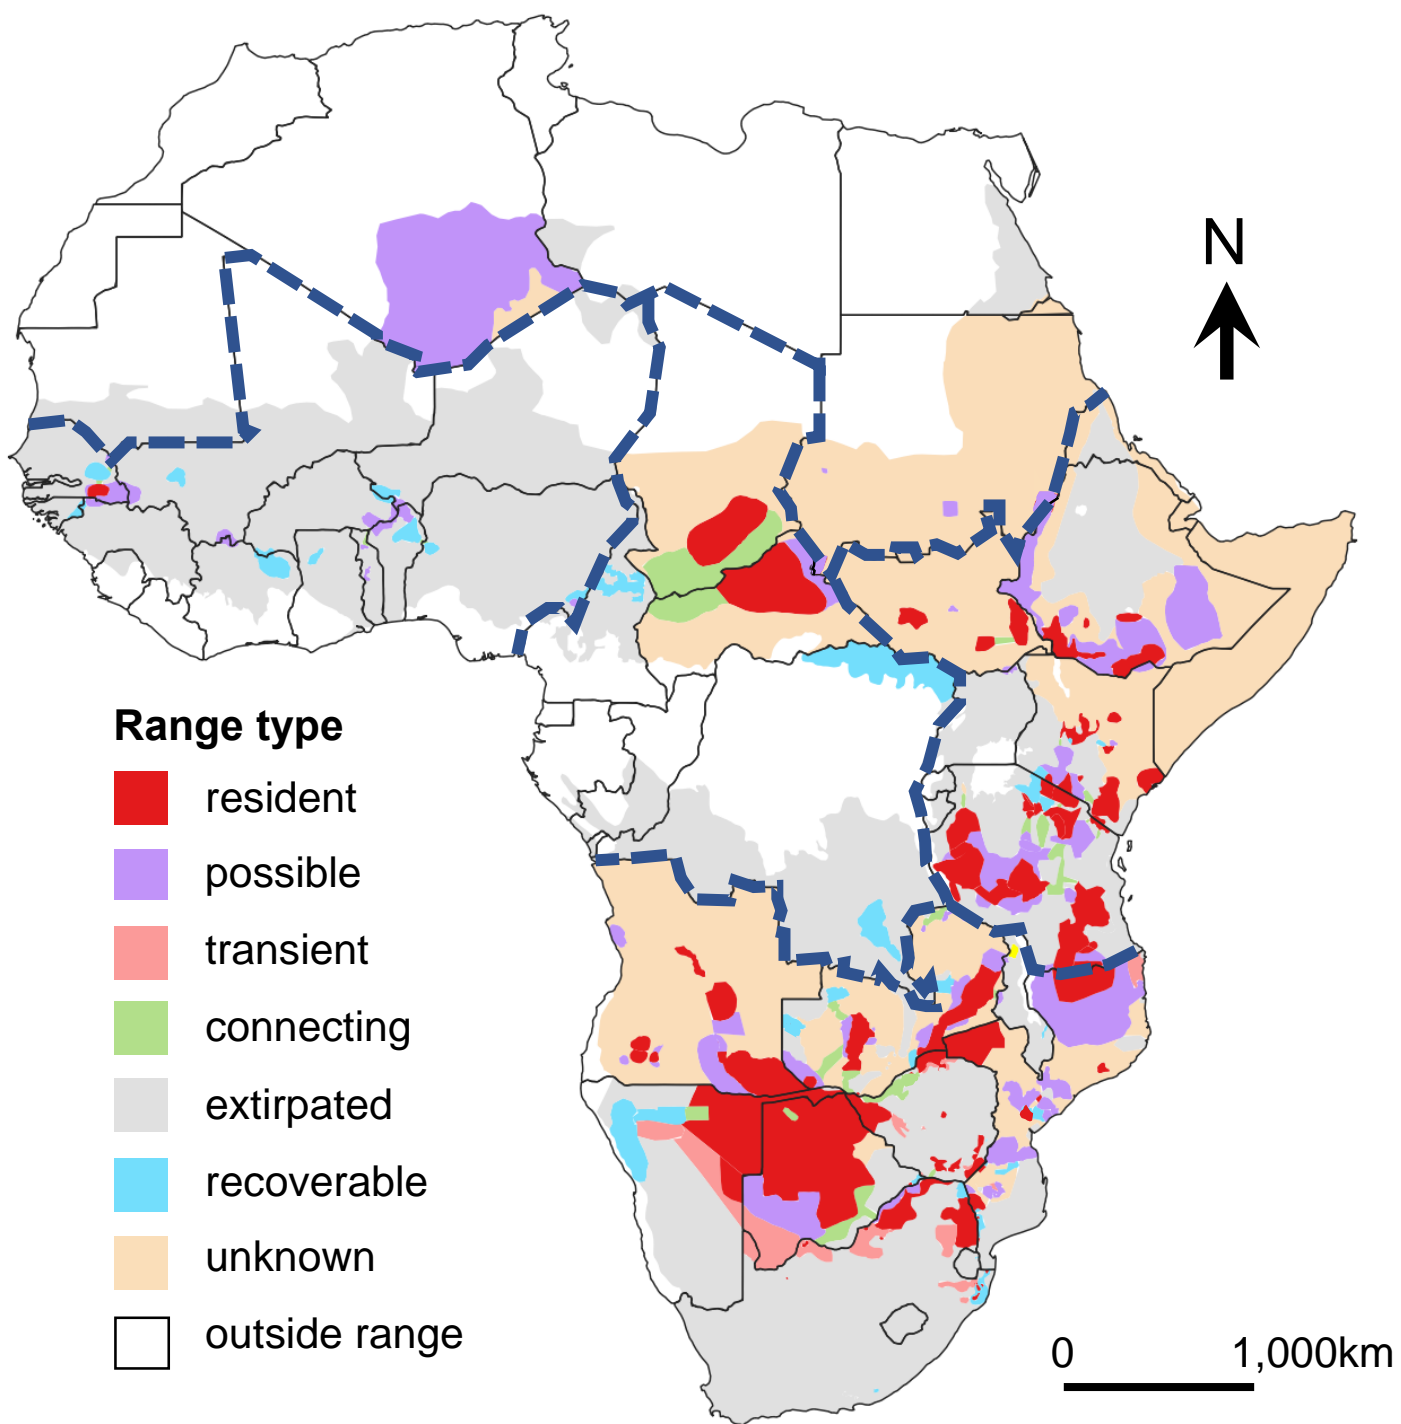 N
Range type
resident
possible
transient
connecting
extirpated
recoverable
unknown
outside range
0 1,000km